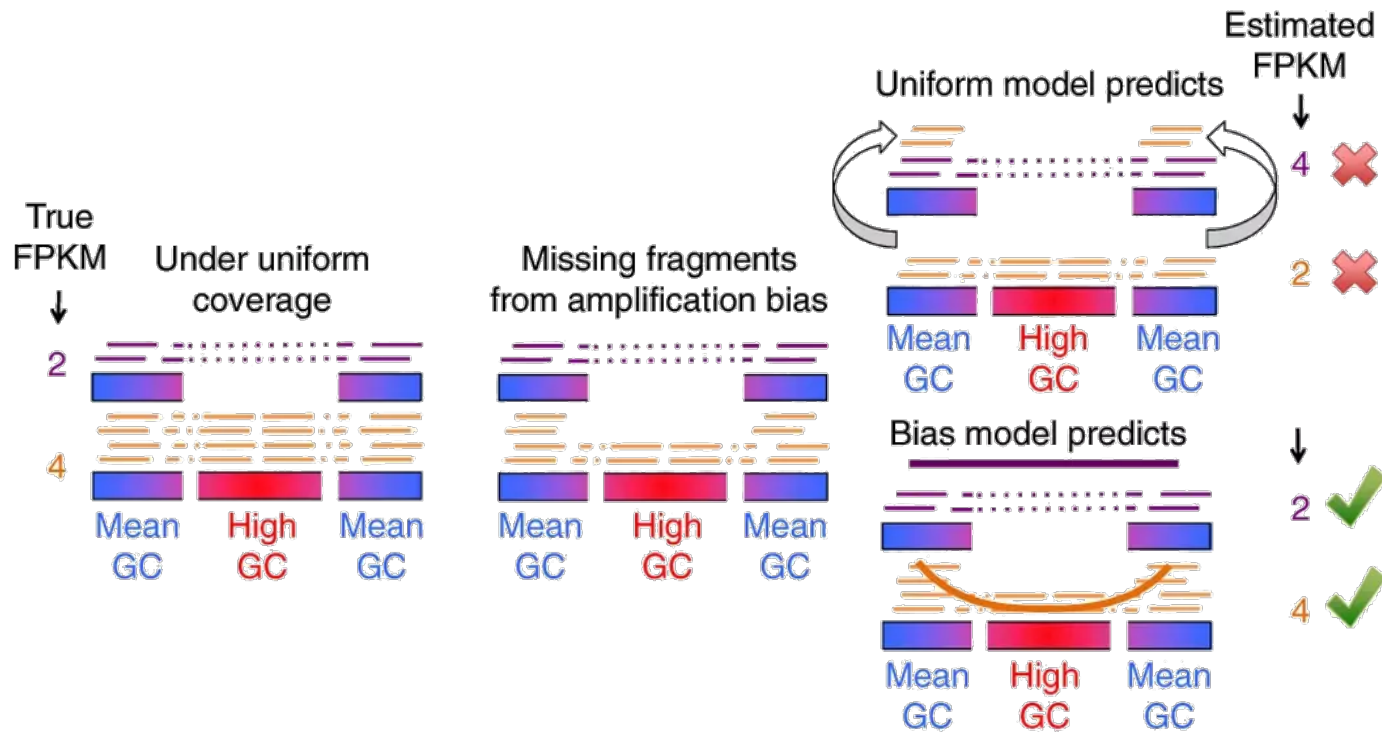 True
FPKM
Under uniform
coverage
2
4
Mean
GC
High
GC
Mean
GC
Missing fragments
from amplification bias
Mean
GC
High
GC
Mean
GC
Estimated
FPKM
Uniform model predicts
4
2
Mean
GC
High
GC
Mean
GC
Bias model predicts
2
4
Mean
GC
High
GC
Mean
GC